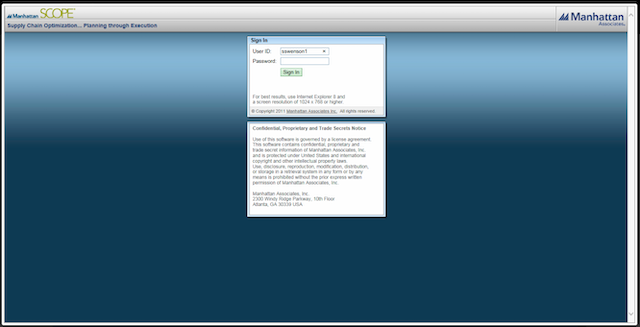 Manhattan SCOPE
Supply Chain Optimization... Planning through Execution
Manhattan
Associates
Sign In
User ID: sswenson1
Password:
Sign In
For best results, use Internet Explorer 8 and
a screen resolution of 1024 x 768 or higher.
© Copyright 2011 Manhattan Associates Inc. All rights reserved.
Confidential, Proprietary and Trade Secrets Notice
Use of this software is governed by a license agreement.
This software contains confidential, proprietary and
trade secret information of Manhattan Associates, Inc.
and is protected under United States and international
copyright and other intellectual property laws.
Use, disclosure, reproduction, modification, distribution,
or storage in a retrieval system in any form or by any
means is prohibited without the prior express written
permission of Manhattan Associates, Inc.
Manhattan Associates, Inc.
2300 Windy Ridge Parkway, 10th Floor
Atlanta, GA 30339 USA